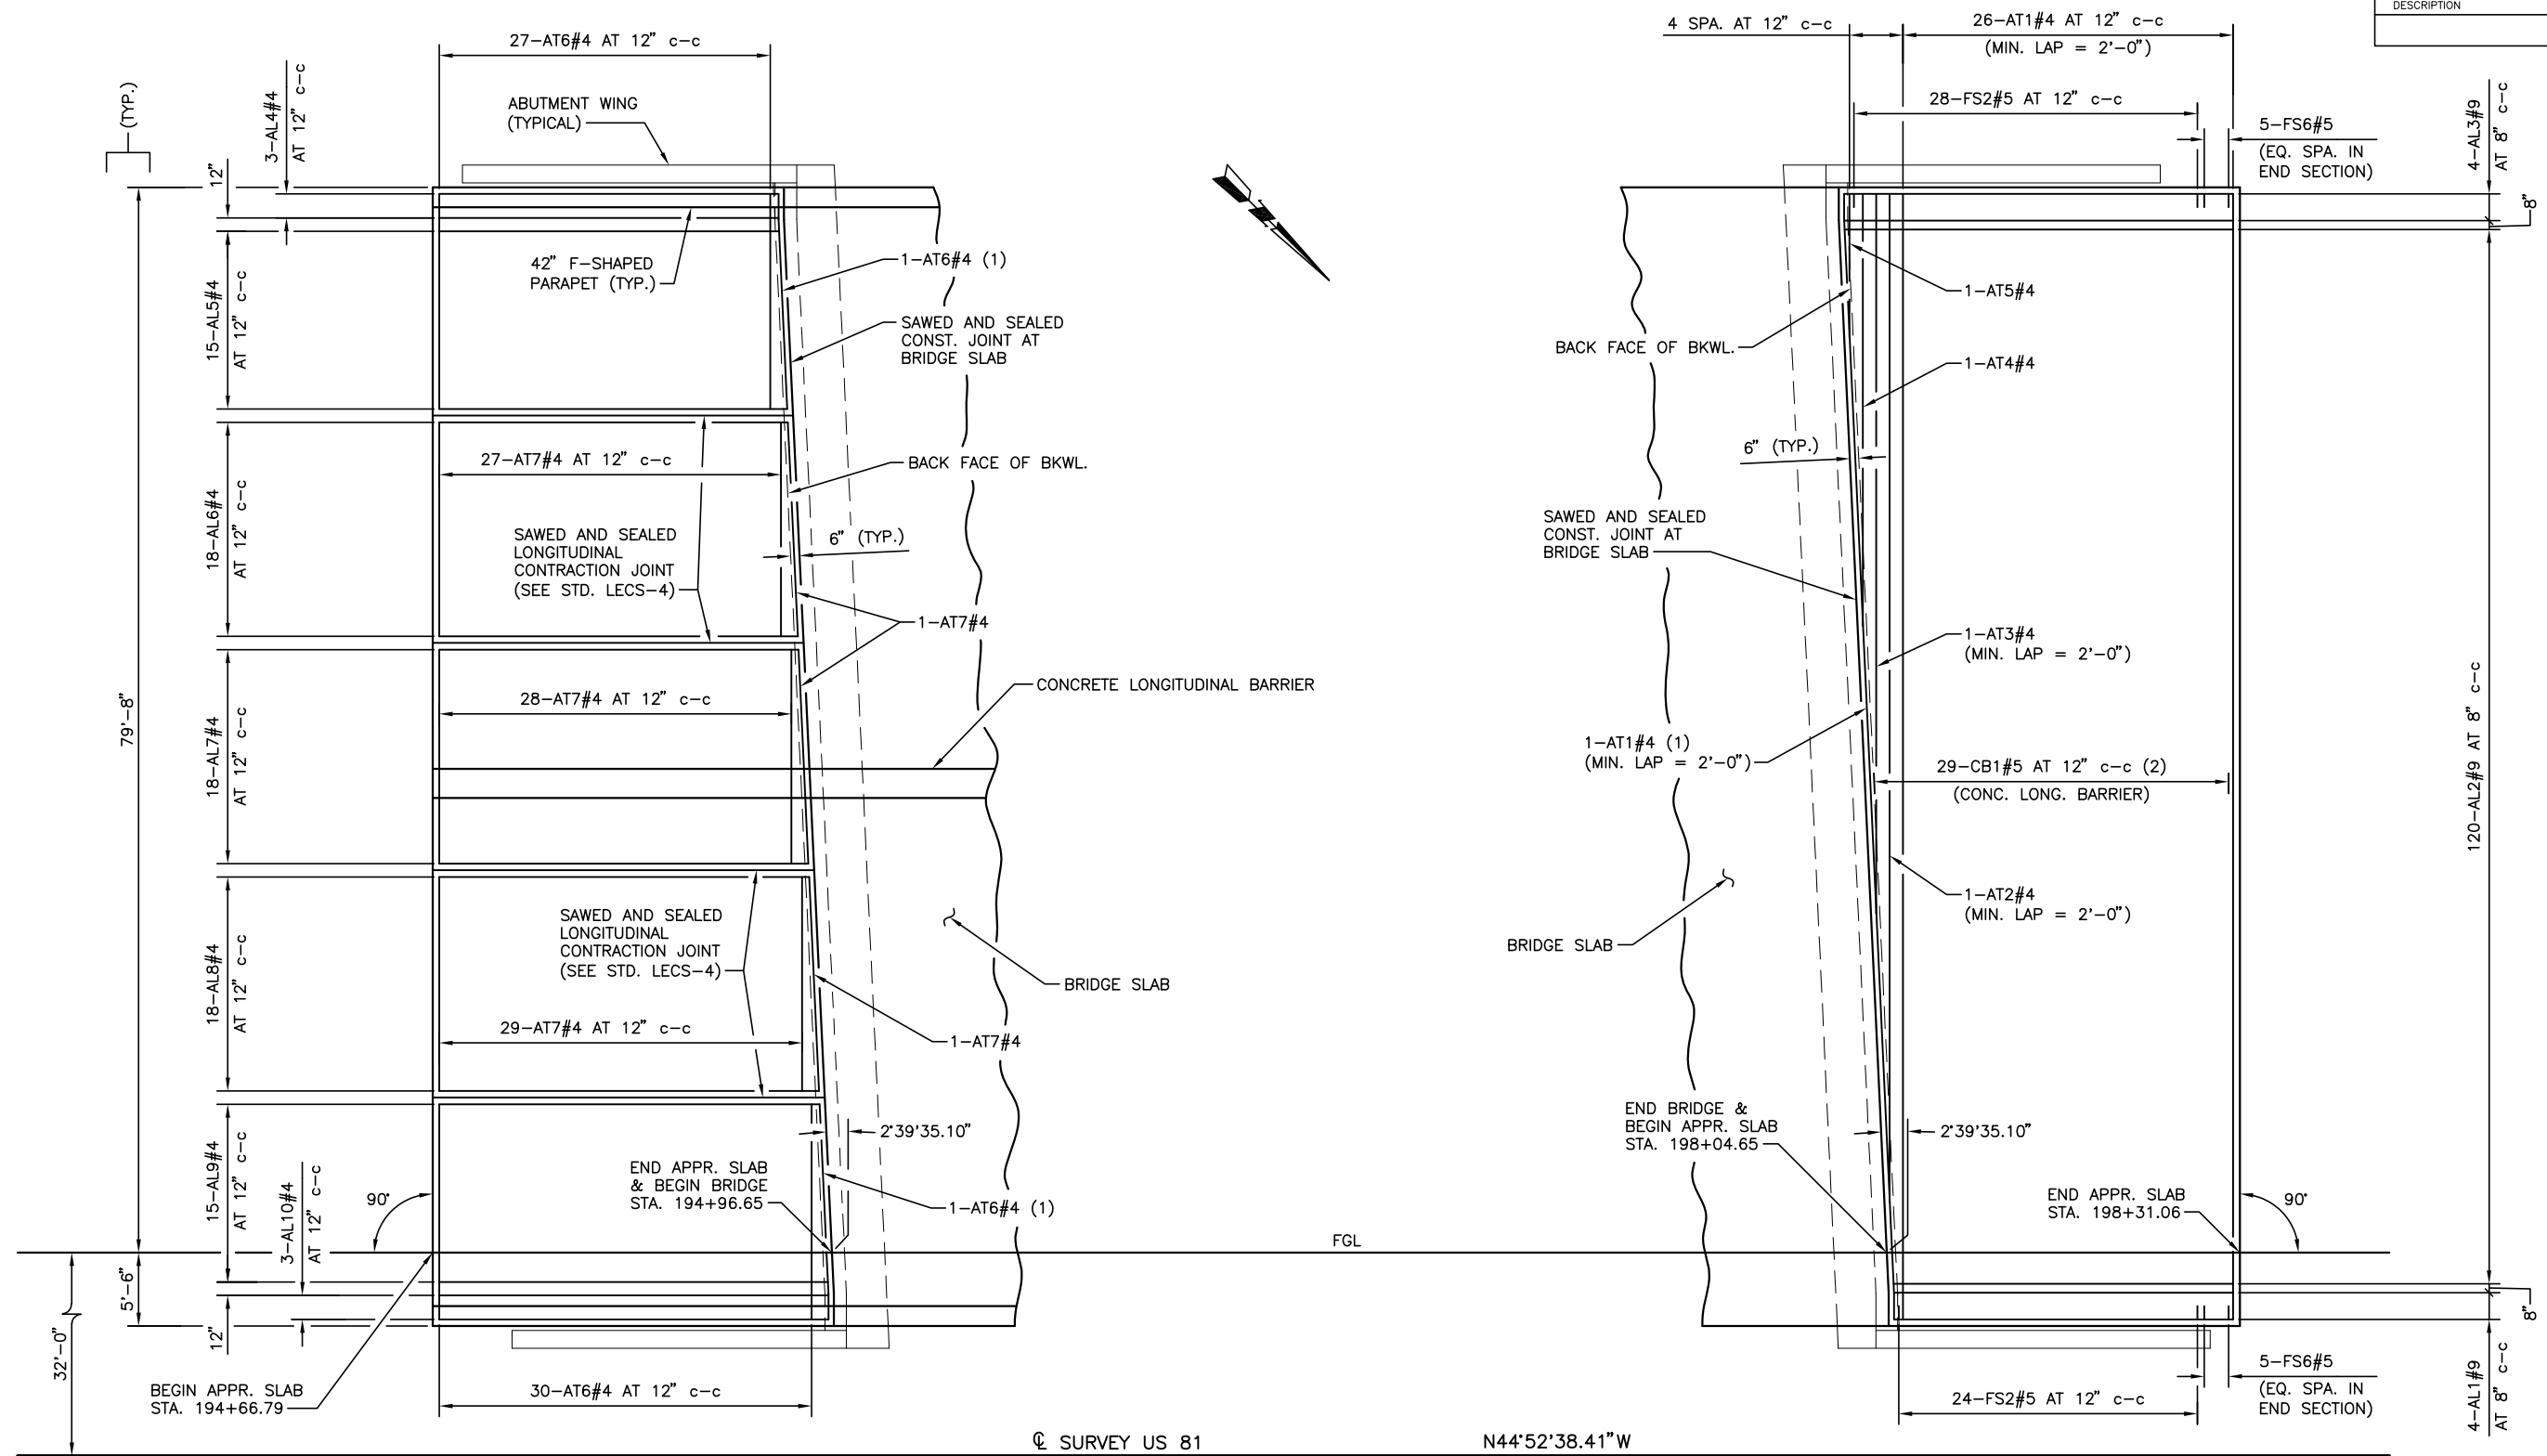 DESCRIPTION
4 SPA. AT 12" c-c
26-AT1#4 AT 12" c-c
(MIN. LAP = 2'-0")
27-AT6#4 AT 12" c-c
(TYP.)
3-AL4#4
AT 12" c-c
ABUTMENT WING
(TYPICAL)
28-FS2#5 AT 12" c-c
5-FS6#5
(EQ. SPA. IN
END SECTION)
4-AL3#9
AT 8" c-c
12"
8"
42" F-SHAPED
PARAPET (TYP.)
1-AT6#4 (1)
15-AL5#4
AT 12" c-c
SAWED AND SEALED
CONST. JOINT AT
BRIDGE SLAB
1-AT5#4
BACK FACE OF BKWL.
1-AT4#4
27-AT7#4 AT 12" c-c
BACK FACE OF BKWL.
6" (TYP.)
18-AL6#4
AT 12" c-c
SAWED AND SEALED
LONGITUDINAL
CONTRACTION JOINT
(SEE STD. LECS-4)
6" (TYP.)
SAWED AND SEALED
CONST. JOINT AT
BRIDGE SLAB
1-AT7#4
1-AT3#4
(MIN. LAP = 2'-0")
79'-8"
28-AT7#4 AT 12" c-c
CONCRETE LONGITUDINAL BARRIER
18-AL7#4
AT 12" c-c
1-AT1#4 (1)
(MIN. LAP = 2'-0")
29-CB1#5 AT 12" c-c (2)
(CONC. LONG. BARRIER)
120-AL2#9 AT 8" c-c
18-AL8#4
AT 12" c-c
SAWED AND SEALED
LONGITUDINAL
CONTRACTION JOINT
(SEE STD. LECS-4)
1-AT2#4
(MIN. LAP = 2'-0")
BRIDGE SLAB
BRIDGE SLAB
29-AT7#4 AT 12" c-c
1-AT7#4
15-AL9#4
AT 12" c-c
3-AL10#4
AT 12" c-c
90°
END APPR. SLAB
& BEGIN BRIDGE
STA. 194+96.65
2°39'35.10"
1-AT6#4 (1)
END BRIDGE &
BEGIN APPR. SLAB
STA. 198+04.65
2°39'35.10"
END APPR. SLAB
STA. 198+31.06
90°
FGL
5'-6"
32'-0"
12"
8"
BEGIN APPR. SLAB
STA. 194+66.79
30-AT6#4 AT 12" c-c
24-FS2#5 AT 12" c-c
5-FS6#5
(EQ. SPA. IN
END SECTION)
4-AL1#9
AT 8" c-c
℄ SURVEY US 81
N44°52'38.41"W